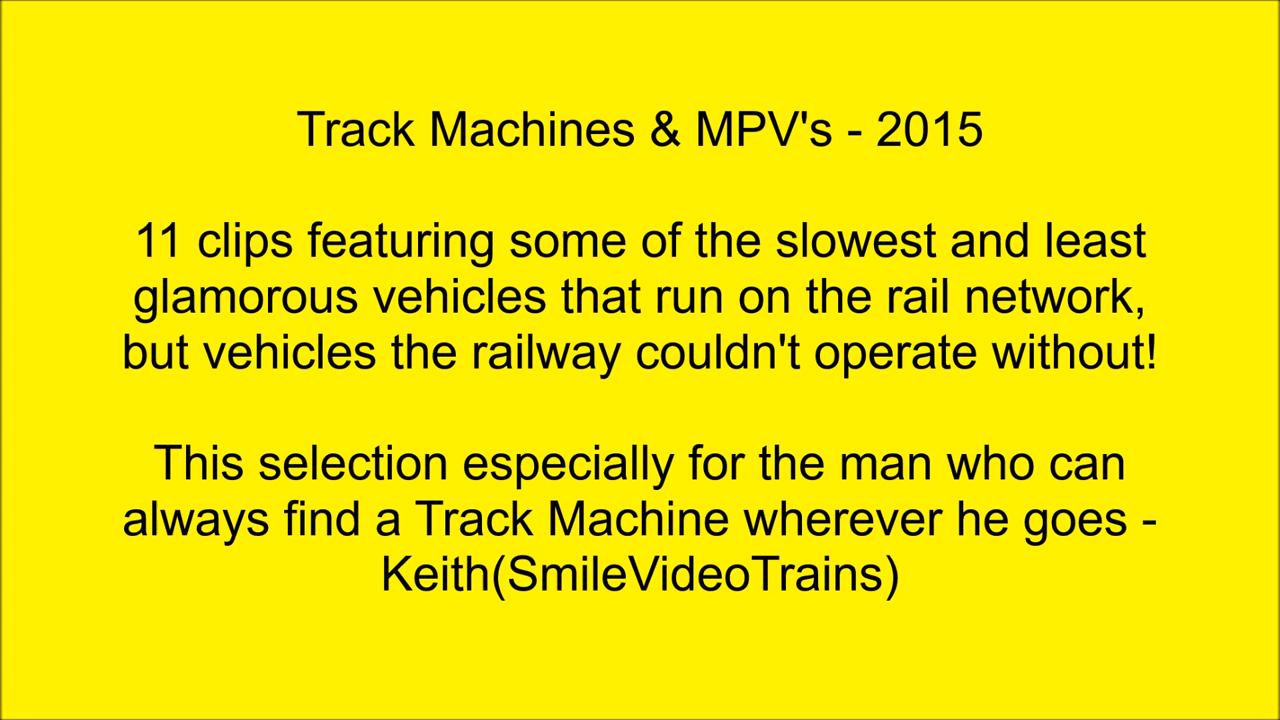 Track Machines & MPV's - 2015
11 clips featuring some of the slowest and least
glamorous vehicles that run on the rail network,
but vehicles the railway couldn't operate without!
This selection especially for the man who can
always find a Track Machine wherever he goes -
Keith(SmileVideoTrains)